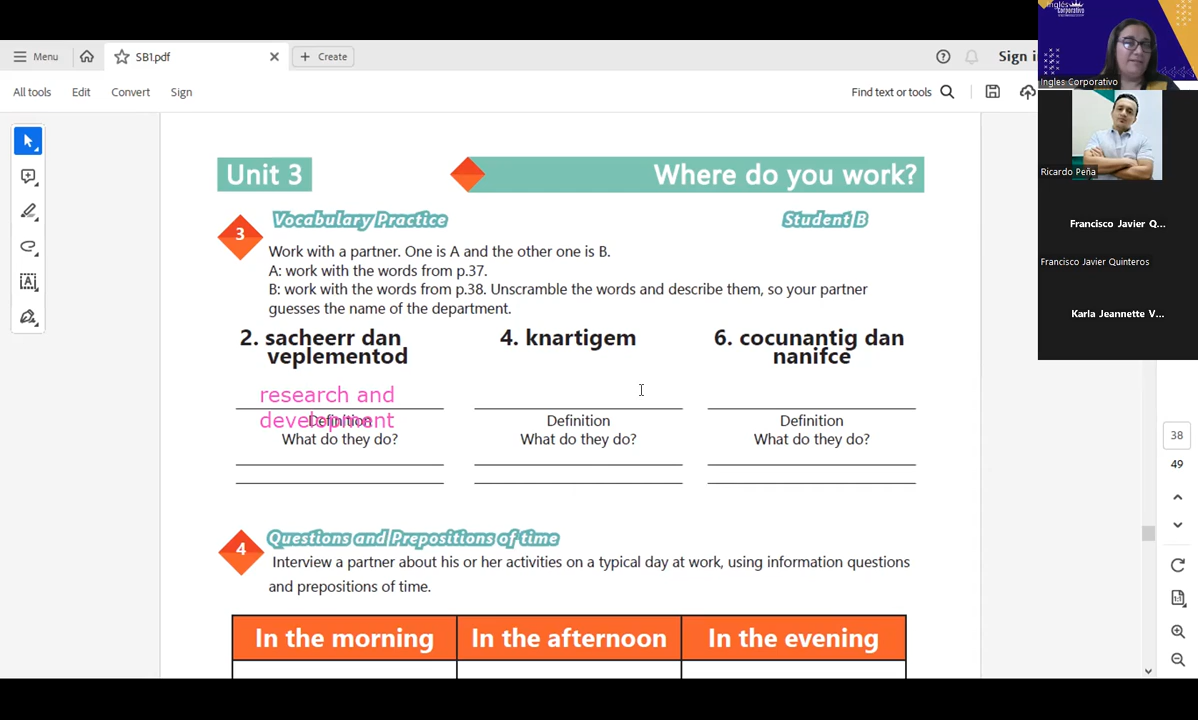 Menu
SB1.pdf
Create
Sign i
All tools
Edit
Convert
Sign
Find text or tools
Unit 3
Where do you work?
3
Vocabulary Practice
Student B
Work with a partner. One is A and the other one is B.
A: work with the words from p.37.
B: work with the words from p.38. Unscramble the words and describe them, so your partner
guesses the name of the department.
2. sacheerr dan
veplementod
4. knartigem
6. cocunantig dan
nanifce
research and
development
Definition
What do they do?
Definition
What do they do?
Definition
What do they do?
4
Questions and Prepositions of time
Interview a partner about his or her activities on a typical day at work, using information questions
and prepositions of time.
In the morning
In the afternoon
In the evening
Inglés
Corporativo
Ingles Corporativo
Ricardo Peña
Francisco Javier Q...
Francisco Javier Quinteros
Karla Jeannette V...
38
49